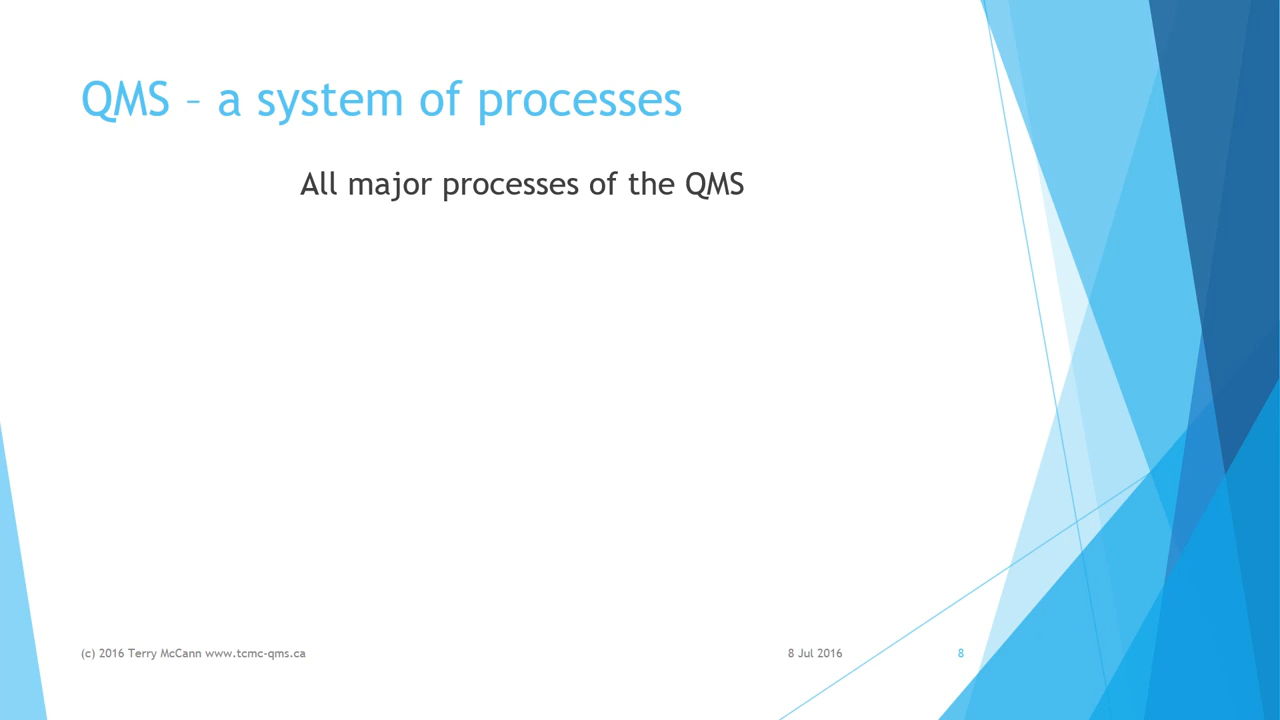 QMS – a system of processes
All major processes of the QMS
(c) 2016 Terry McCann www.tcmc-qms.ca
8 Jul 2016
8